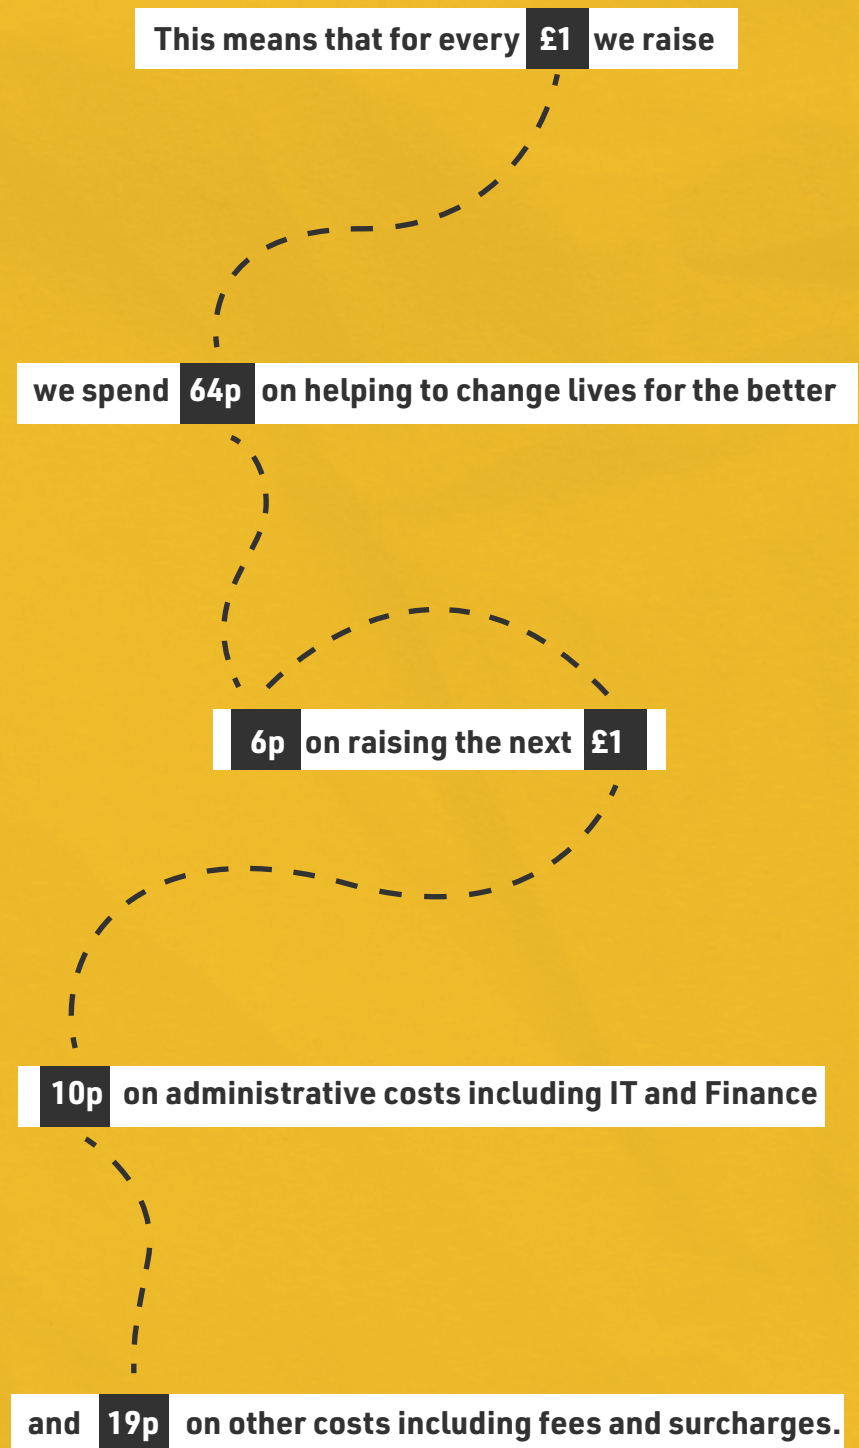 This means that for every £1 we raise
we spend 64p on helping to change lives for the better
6p on raising the next £1
10p on administrative costs including IT and Finance
and 19p on other costs including fees and surcharges.